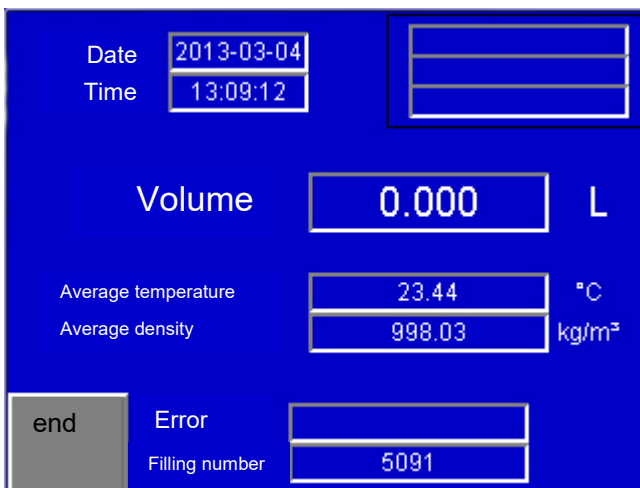 Date 2013-03-04
Time 13:09:12
Volume 0.000 L
Average temperature 23.44 °C
Average density 998.03 kg/m³
end
Error
Filling number 5091